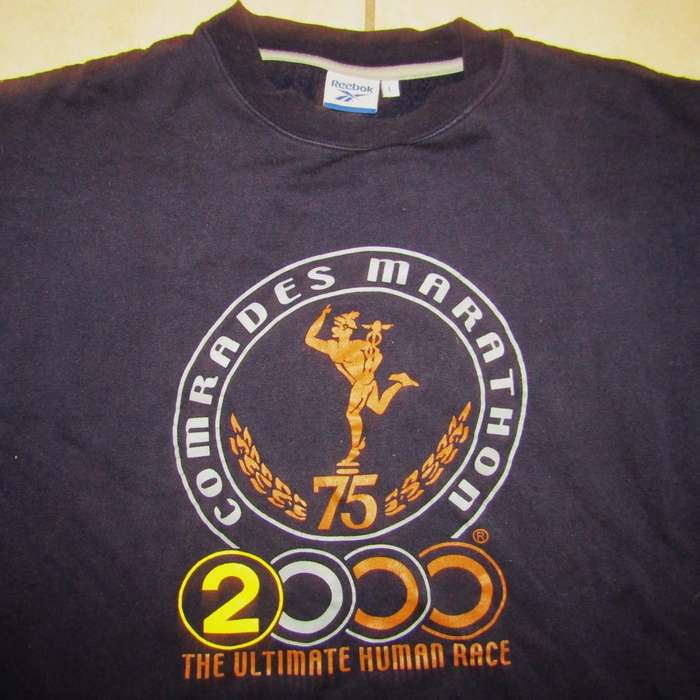 Reebok
L
COMRADES MARATHON
75
®
2000
THE ULTIMATE HUMAN RACE